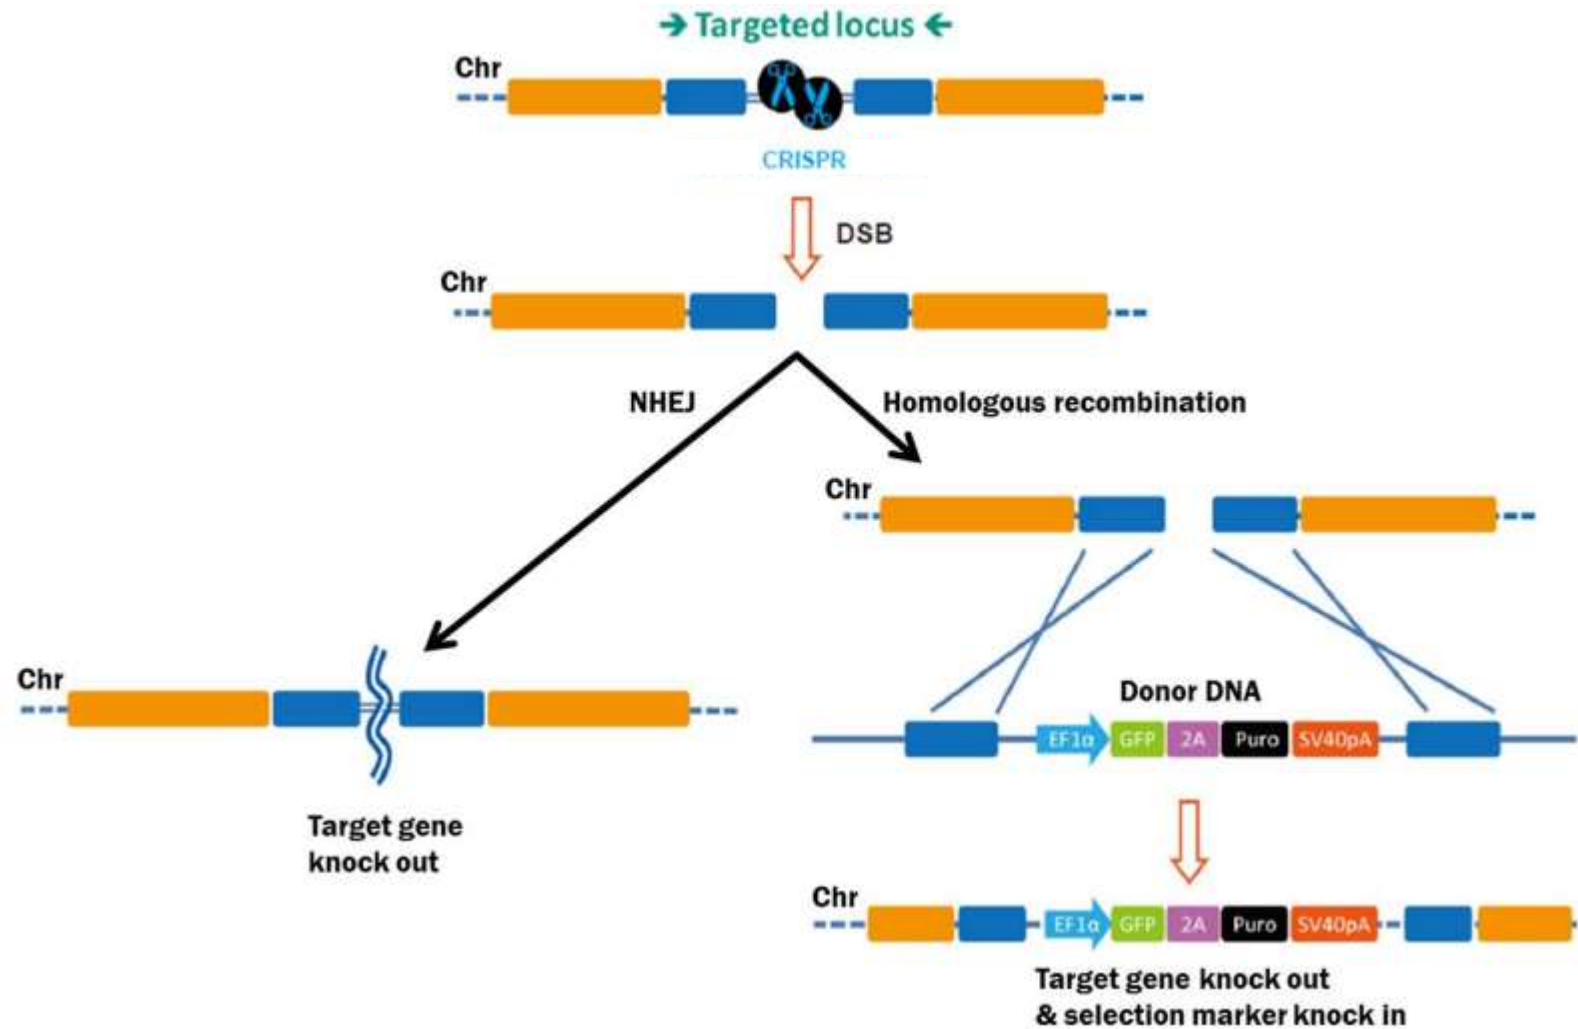 → Targeted locus ←
Chr
CRISPR
DSB
Chr
NHEJ
Homologous recombination
Chr
Chr
Donor DNA
EF1α GFP 2A Puro SV40pA
Target gene
knock out
Chr
EF1α GFP 2A Puro SV40pA
Target gene knock out
& selection marker knock in